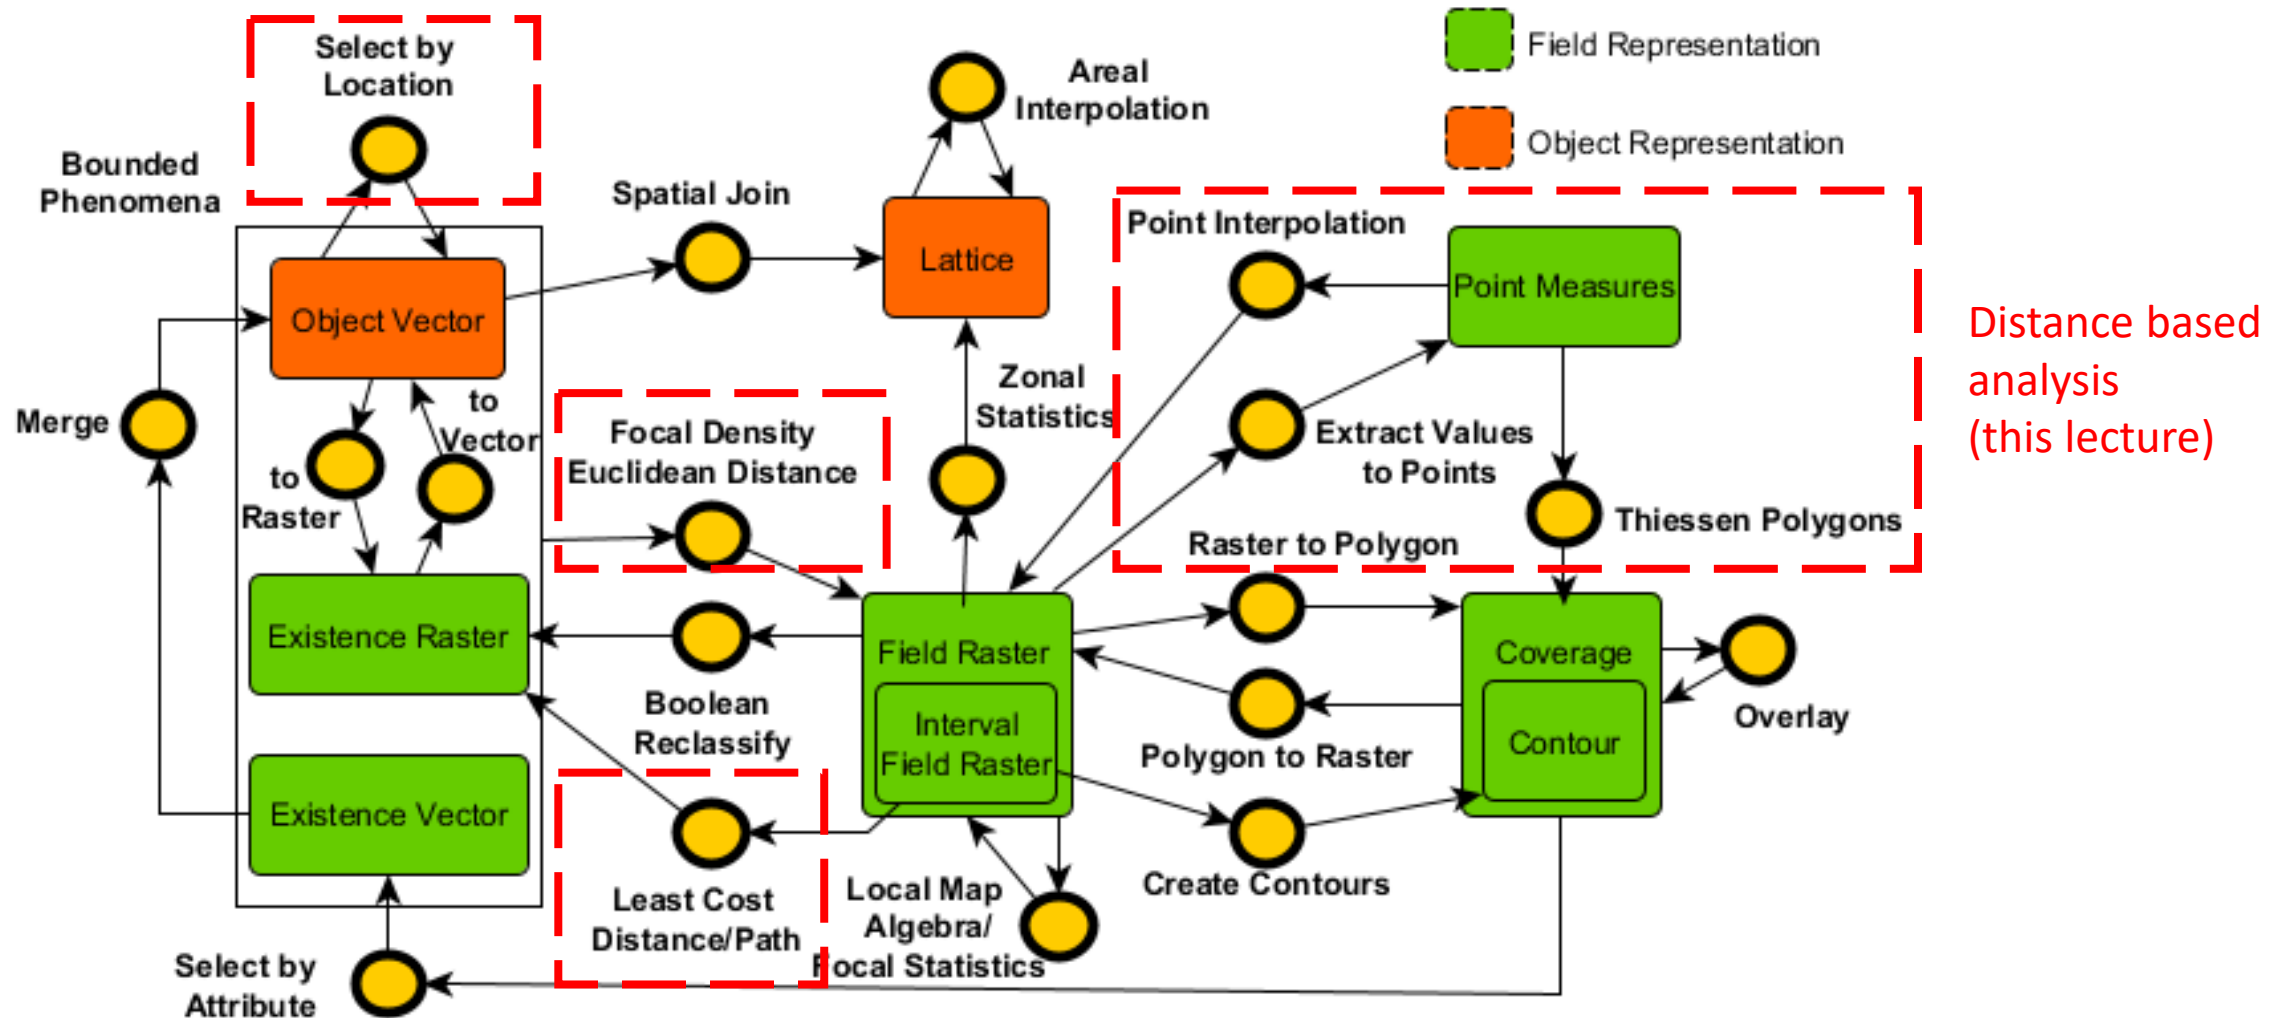 Select by
Location
Areal
Interpolation
Field Representation
Object Representation
Bounded
Phenomena
Spatial Join
Point Interpolation
Object Vector
Lattice
Point Measures
Distance based
analysis
(this lecture)
Merge
to
Vector
to
Raster
Focal Density
Euclidean Distance
Zonal
Statistics
Extract Values
to Points
Thiessen Polygons
Raster to Polygon
Existence Raster
Boolean
Reclassify
Field Raster
Interval
Field Raster
Coverage
Contour
Overlay
Polygon to Raster
Existence Vector
Least Cost
Distance/Path
Local Map
Algebra/
Focal Statistics
Create Contours
Select by
Attribute